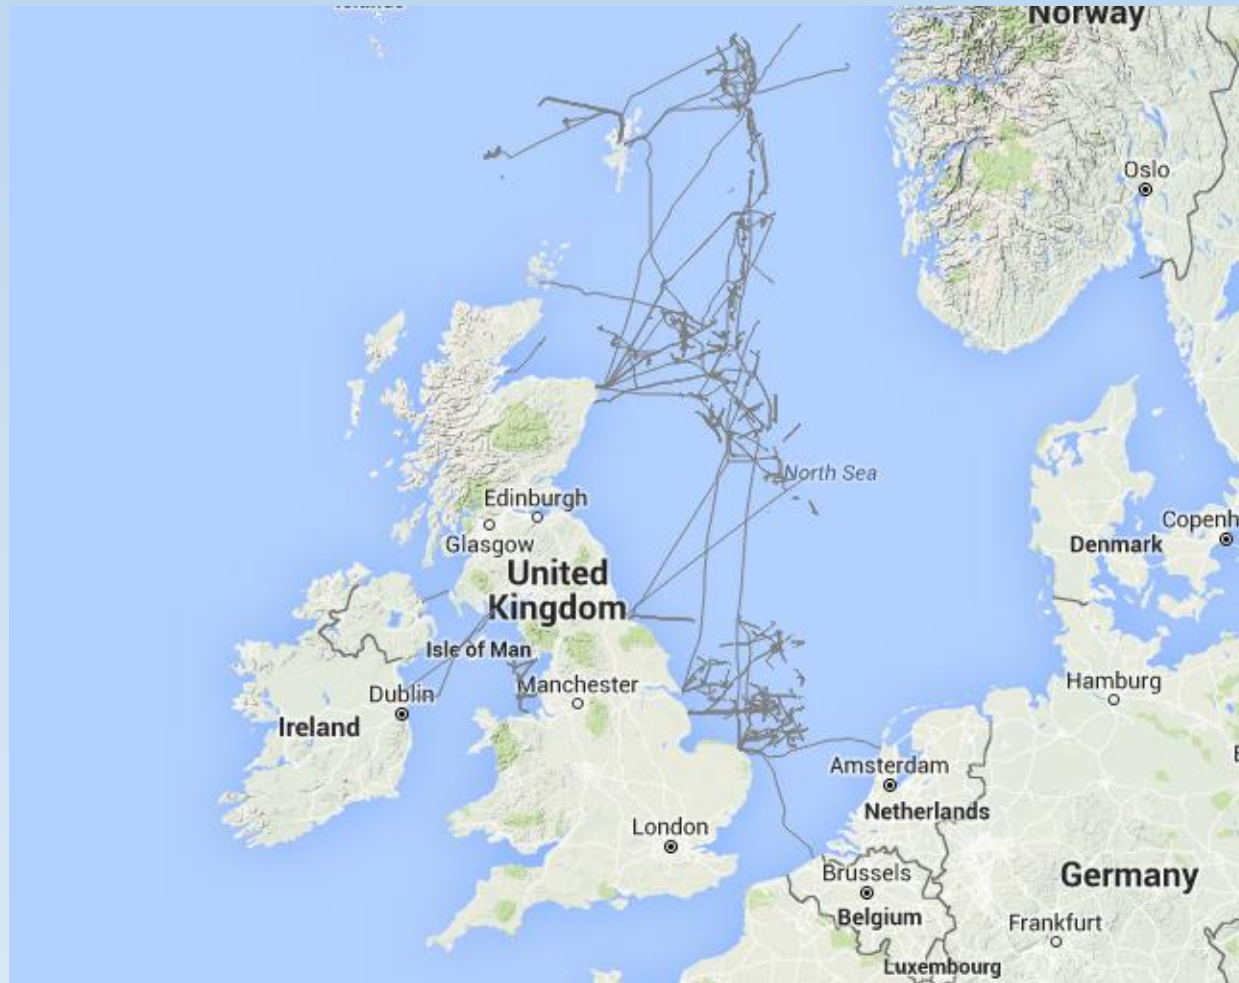 Islands
Norway
Oslo
North Sea
Edinburgh
Glasgow
Copenh
Denmark
United
Kingdom
Isle of Man
Dublin
Manchester
Hamburg
Ireland
Amsterdam
Netherlands
London
Brussels
Germany
Belgium
Frankfurt
Luxembourg